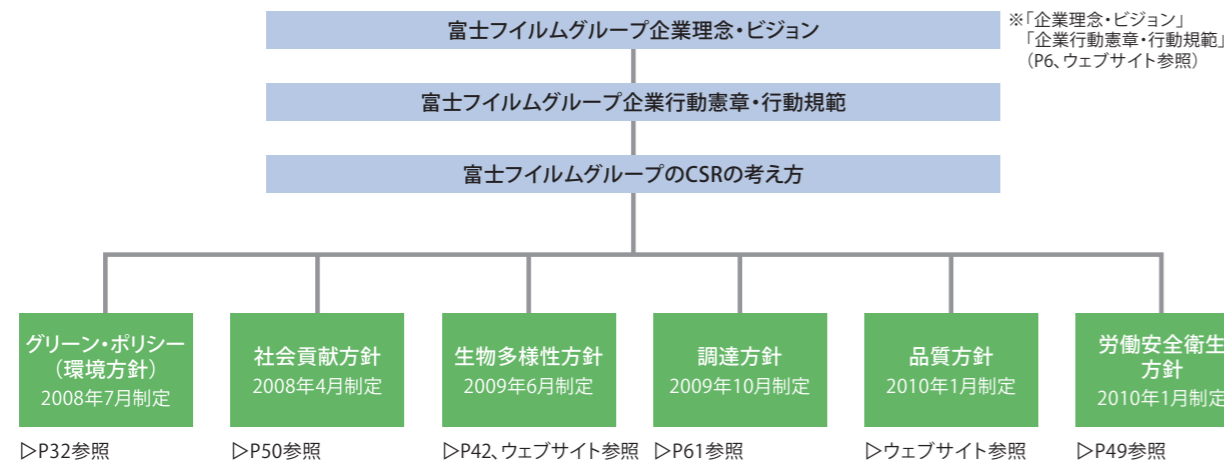 富士フイルムグループ企業理念・ビジョン
※「企業理念・ビジョン」
「企業行動憲章・行動規範」
（P6、ウェブサイト参照）
富士フイルムグループ企業行動憲章・行動規範
富士フイルムグループのCSRの考え方
グリーン・ポリシー
（環境方針）
2008年7月制定
▷P32参照
社会貢献方針
2008年4月制定
▷P50参照
生物多様性方針
2009年6月制定
▷P42、ウェブサイト参照
調達方針
2009年10月制定
▷P61参照
品質方針
2010年1月制定
▷ウェブサイト参照
労働安全衛生
方針
2010年1月制定
▷P49参照